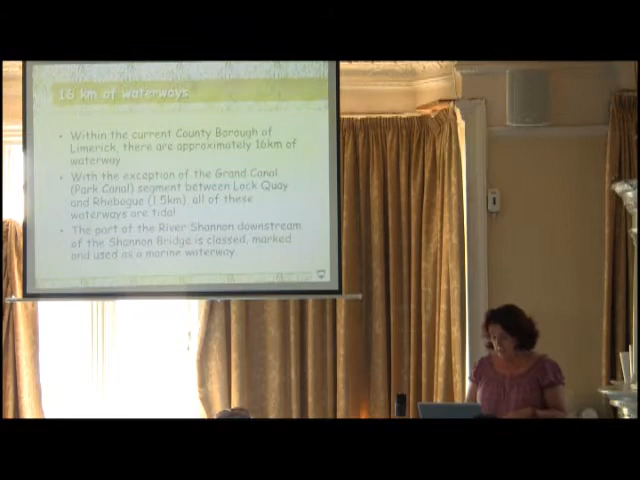 16 km of waterways
• Within the current County Borough of
Limerick, there are approximately 16km of
waterway
• With the exception of the Grand Canal
(Park Canal) segment between Lock Quay
and Rhebogue (1.5km), all of these
waterways are tidal
• The part of the River Shannon downstream
of the Shannon Bridge is classed, marked
and used as a marine waterway.